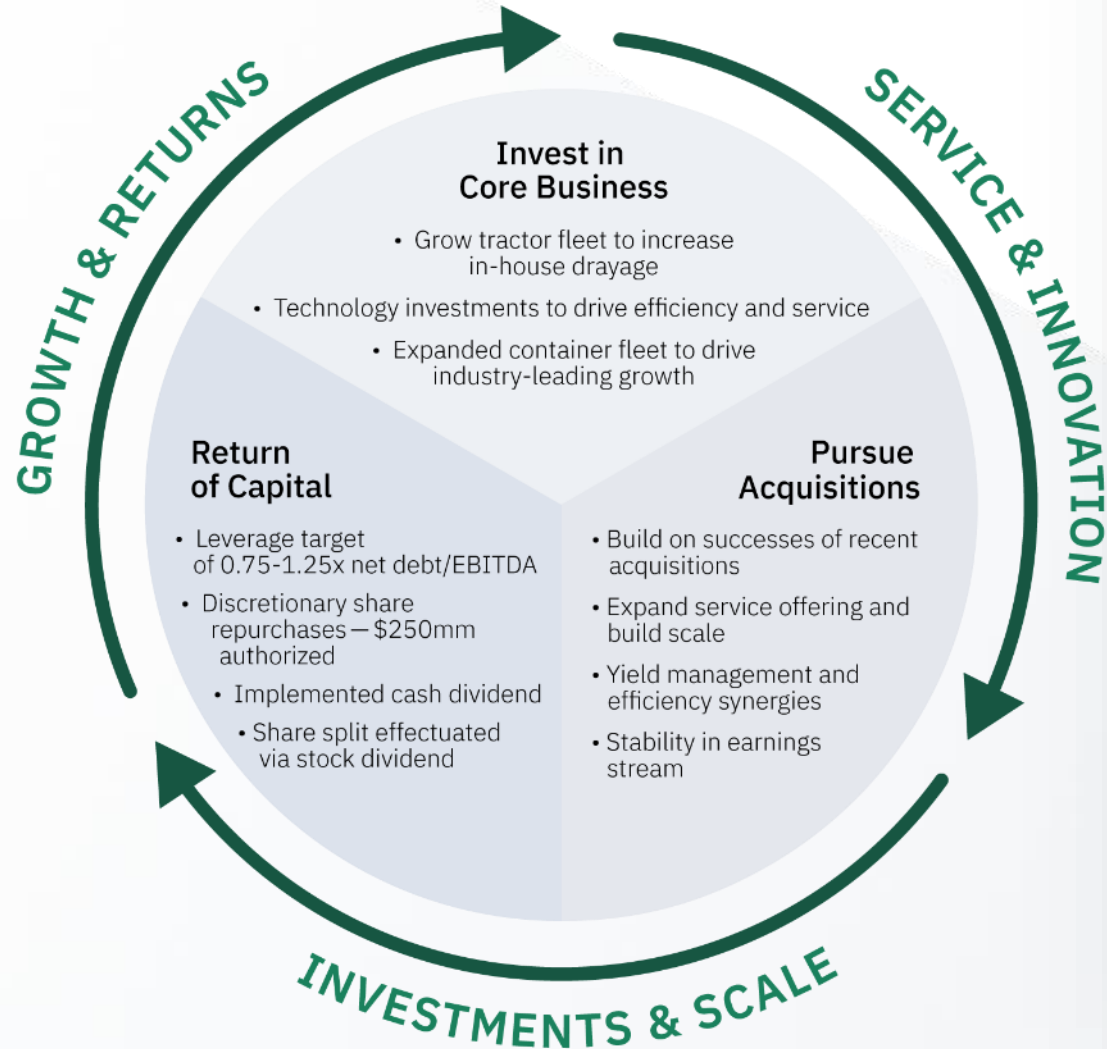 GROWTH & RETURNS
SERVICE & INNOVATION
Invest in
Core Business
• Grow tractor fleet to increase
in-house drayage
• Technology investments to drive efficiency and service
• Expanded container fleet to drive
industry-leading growth
Return
of Capital
• Leverage target
of 0.75-1.25x net debt/EBITDA
• Discretionary share
repurchases — $250mm
authorized
• Implemented cash dividend
• Share split effectuated
via stock dividend
Pursue
Acquisitions
• Build on successes of recent
acquisitions
• Expand service offering and
build scale
• Yield management and
efficiency synergies
• Stability in earnings
stream
INVESTMENTS & SCALE